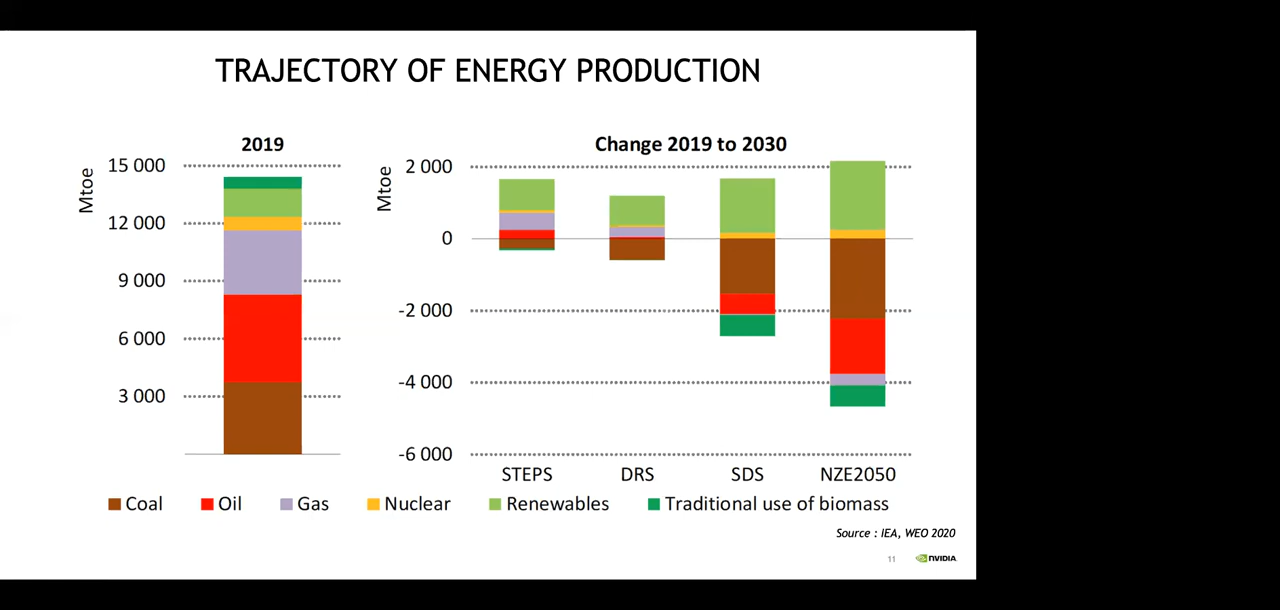 TRAJECTORY OF ENERGY PRODUCTION
2019
Mtoe
15 000
12 000
9 000
6 000
3 000
Change 2019 to 2030
Mtoe
2 000
0
-2 000
-4 000
-6 000
STEPS DRS SDS NZE2050
Coal Oil Gas Nuclear Renewables Traditional use of biomass
Source : IEA, WEO 2020
11 NVIDIA